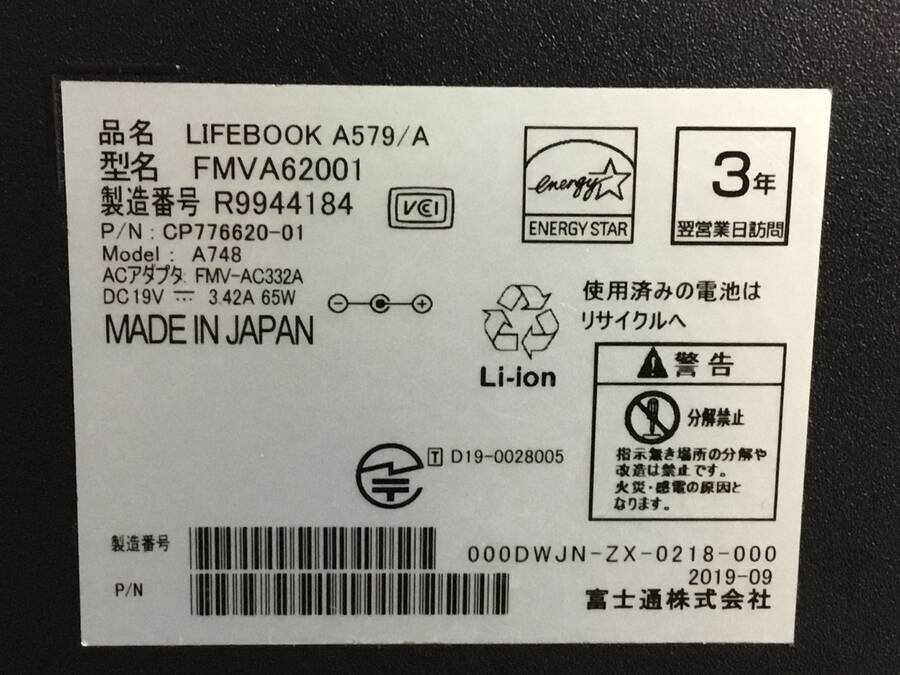 品名 LIFEBOOK A579/A
型名 FMVA62001
製造番号 R9944184
VCI
P/N : CP776620-01
Model : A748
ACアダプタ FMV-AC332A
DC19V 3.42A 65W
MADE IN JAPAN
energy
ENERGY STAR
3年
翌営業日訪問
使用済みの電池は
リサイクルへ
Li-ion
警告
分解禁止
指示無き場所の分解や
改造は禁止です。
火災・感電の原因と
なります。
T D19-0028005
製造番号
P/N
000DWJN-ZX-0218-000
2019-09
富士通株式会社